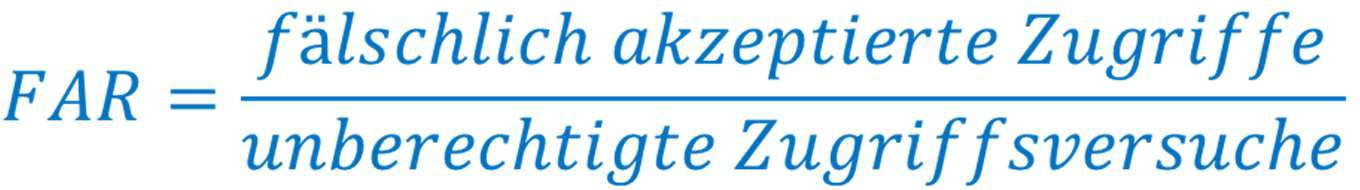 FAR = fälschlich akzeptierte Zugriffe
unberechtigte Zugriffsversuche